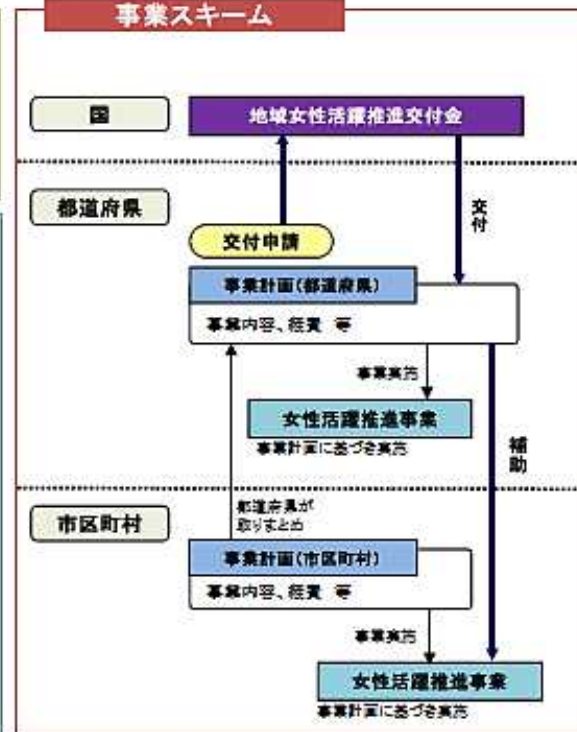 事業スキーム
国
地域女性活躍推進交付金
都道府県
交付
交付申請
事業計画(都道府県)
事業内容、経費 等
事業実施
女性活躍推進事業
事業計画に基づき実施
補助
都道府県が
取りまとめ
市区町村
事業計画(市区町村)
事業内容、経費 等
事業実施
女性活躍推進事業
事業計画に基づき実施